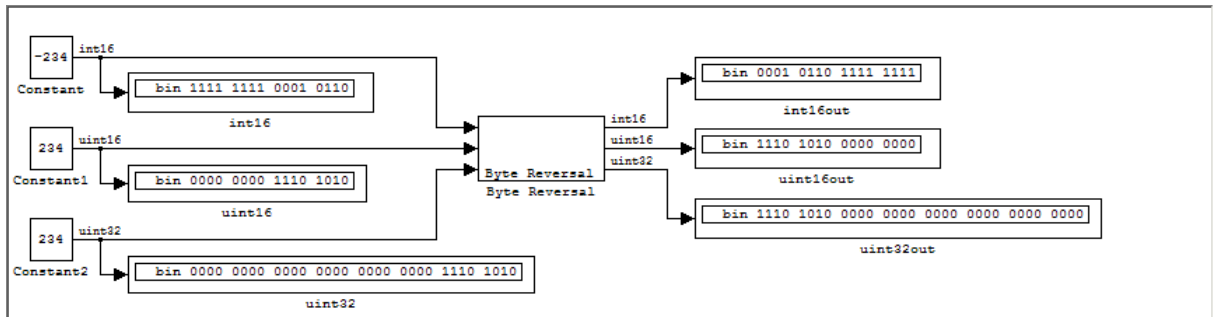 -234
int16
Constant
bin 1111 1111 0001 0110
int16
234
uint16
Constant1
bin 0000 0000 1110 1010
uint16
234
uint32
Constant2
bin 0000 0000 0000 0000 0000 0000 1110 1010
uint32
Byte Reversal
Byte Reversal
int16
uint16
uint32
bin 0001 0110 1111 1111
int16out
bin 1110 1010 0000 0000
uint16out
bin 1110 1010 0000 0000 0000 0000 0000 0000
uint32out